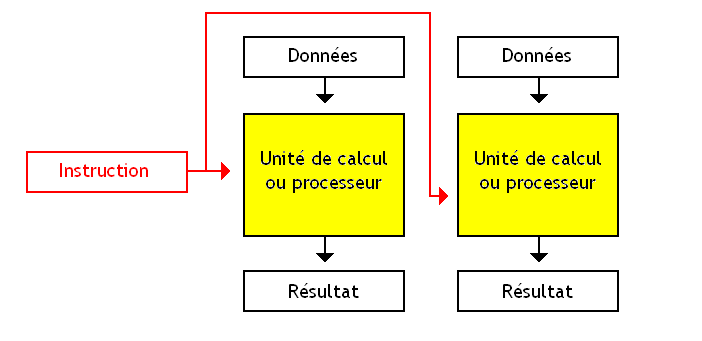 Données
Données
Instruction
Unité de calcul
ou processeur
Unité de calcul
ou processeur
Résultat
Résultat